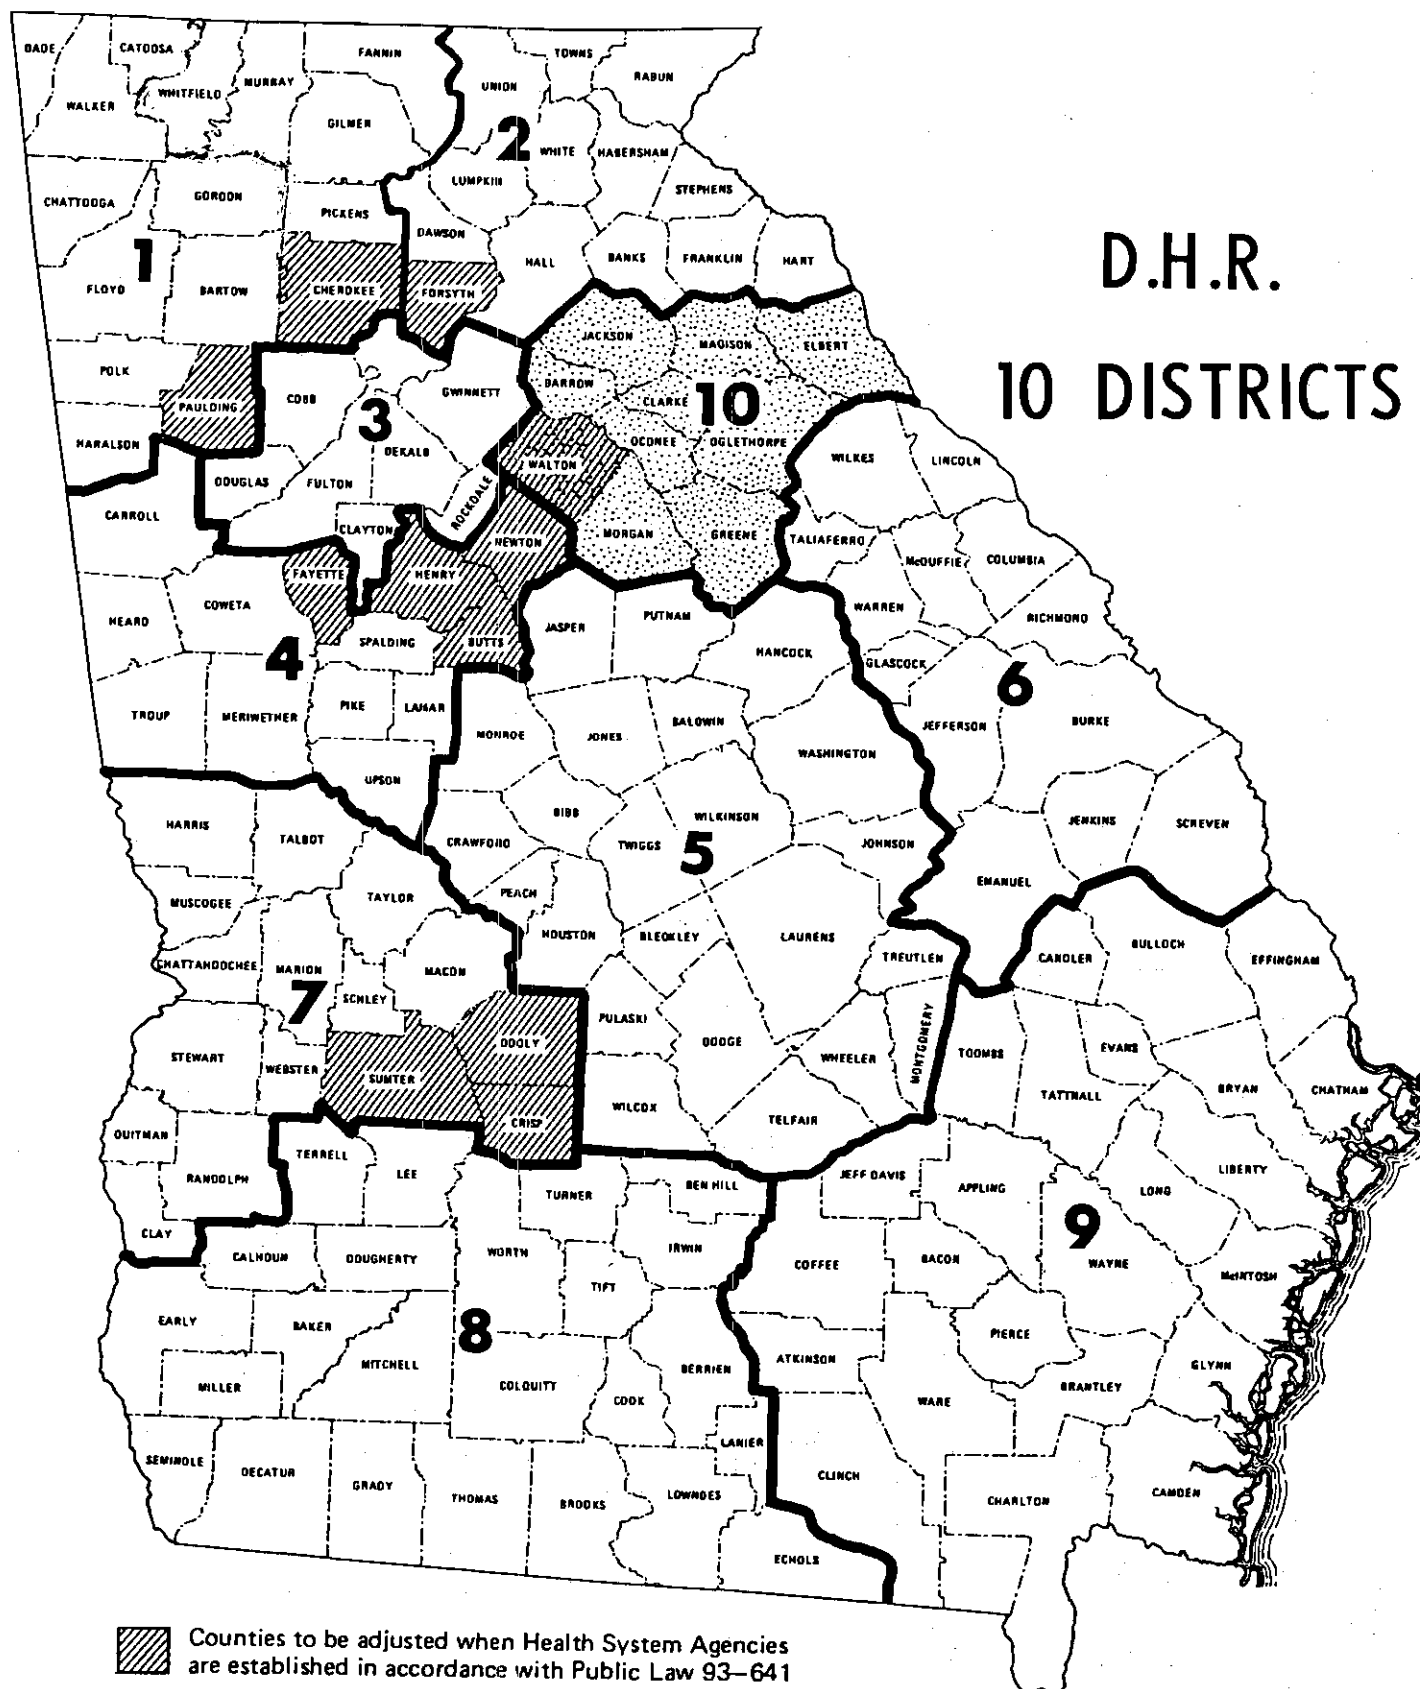 DADE
CATOOSA
FANNIN
TOWNS
RABUN
UNION
MURRAY
WHITFIELD
WALKER
GILMER
2
WHITE
HABERSHAM
LUMPKIN
STEPHENS
CHATTOOGA
GORDON
PICKENS
DAWSON
1
HALL
BANKS
FRANKLIN
HART
D.H.R.
FLOYD
BARTOW
CHEROKEE
FORSYTH
JACKSON
MADISON
ELBERT
POLK
10 DISTRICTS
COBB
GWINNETT
BARROW
CLARKE
10
PAULDING
3
HARALSON
DEKALB
OCONEE
OGLETHORPE
WALTON
WILKES
LINCOLN
DOUGLAS
FULTON
ROCKDALE
CARROLL
CLAYTON
NEWTON
MORGAN
GREENE
TALIAFERRO
McDUFFIE
COLUMBIA
FAYETTE
HENRY
COWETA
HEARD
WARREN
RICHMOND
SPALDING
BUTTS
JASPER
PUTNAM
HANCOCK
4
GLASCOCK
6
TROUP
MERIWETHER
PIKE
LAMAR
MONROE
JONES
BALDWIN
JEFFERSON
BURKE
WASHINGTON
UPSON
HARRIS
TALBOT
BIBB
WILKINSON
CRAWFORD
TWIGGS
5
JOHNSON
JENKINS
SCREVEN
TAYLOR
PEACH
EMANUEL
MUSCOGEE
HOUSTON
BLECKLEY
LAURENS
TREUTLEN
CANDLER
BULLOCH
EFFINGHAM
CHATTAHOOCHEE
MARION
MACON
7
SCHLEY
PULASKI
DODGE
MONTGOMERY
STEWART
WEBSTER
DOOLY
WHEELER
TOOMBS
EVANS
SUMTER
TATTNALL
BRYAN
CHATHAM
WILCOX
TELFAIR
QUITMAN
CRISP
TERRELL
RANDOLPH
LEE
TURNER
BEN HILL
JEFF DAVIS
APPLING
LONG
LIBERTY
CLAY
CALHOUN
DOUGHERTY
WORTH
IRWIN
9
COFFEE
BACON
WAYNE
TIFT
McINTOSH
EARLY
BAKER
8
PIERCE
MITCHELL
ATKINSON
BERRIEN
GLYNN
MILLER
COLQUITT
COOK
WARE
BRANTLEY
LANIER
SEMINOLE
DECATUR
GRADY
THOMAS
BROOKS
LOWNDES
CLINCH
CHARLTON
CAMDEN
ECHOLS
Counties to be adjusted when Health System Agencies
are established in accordance with Public Law 93–641